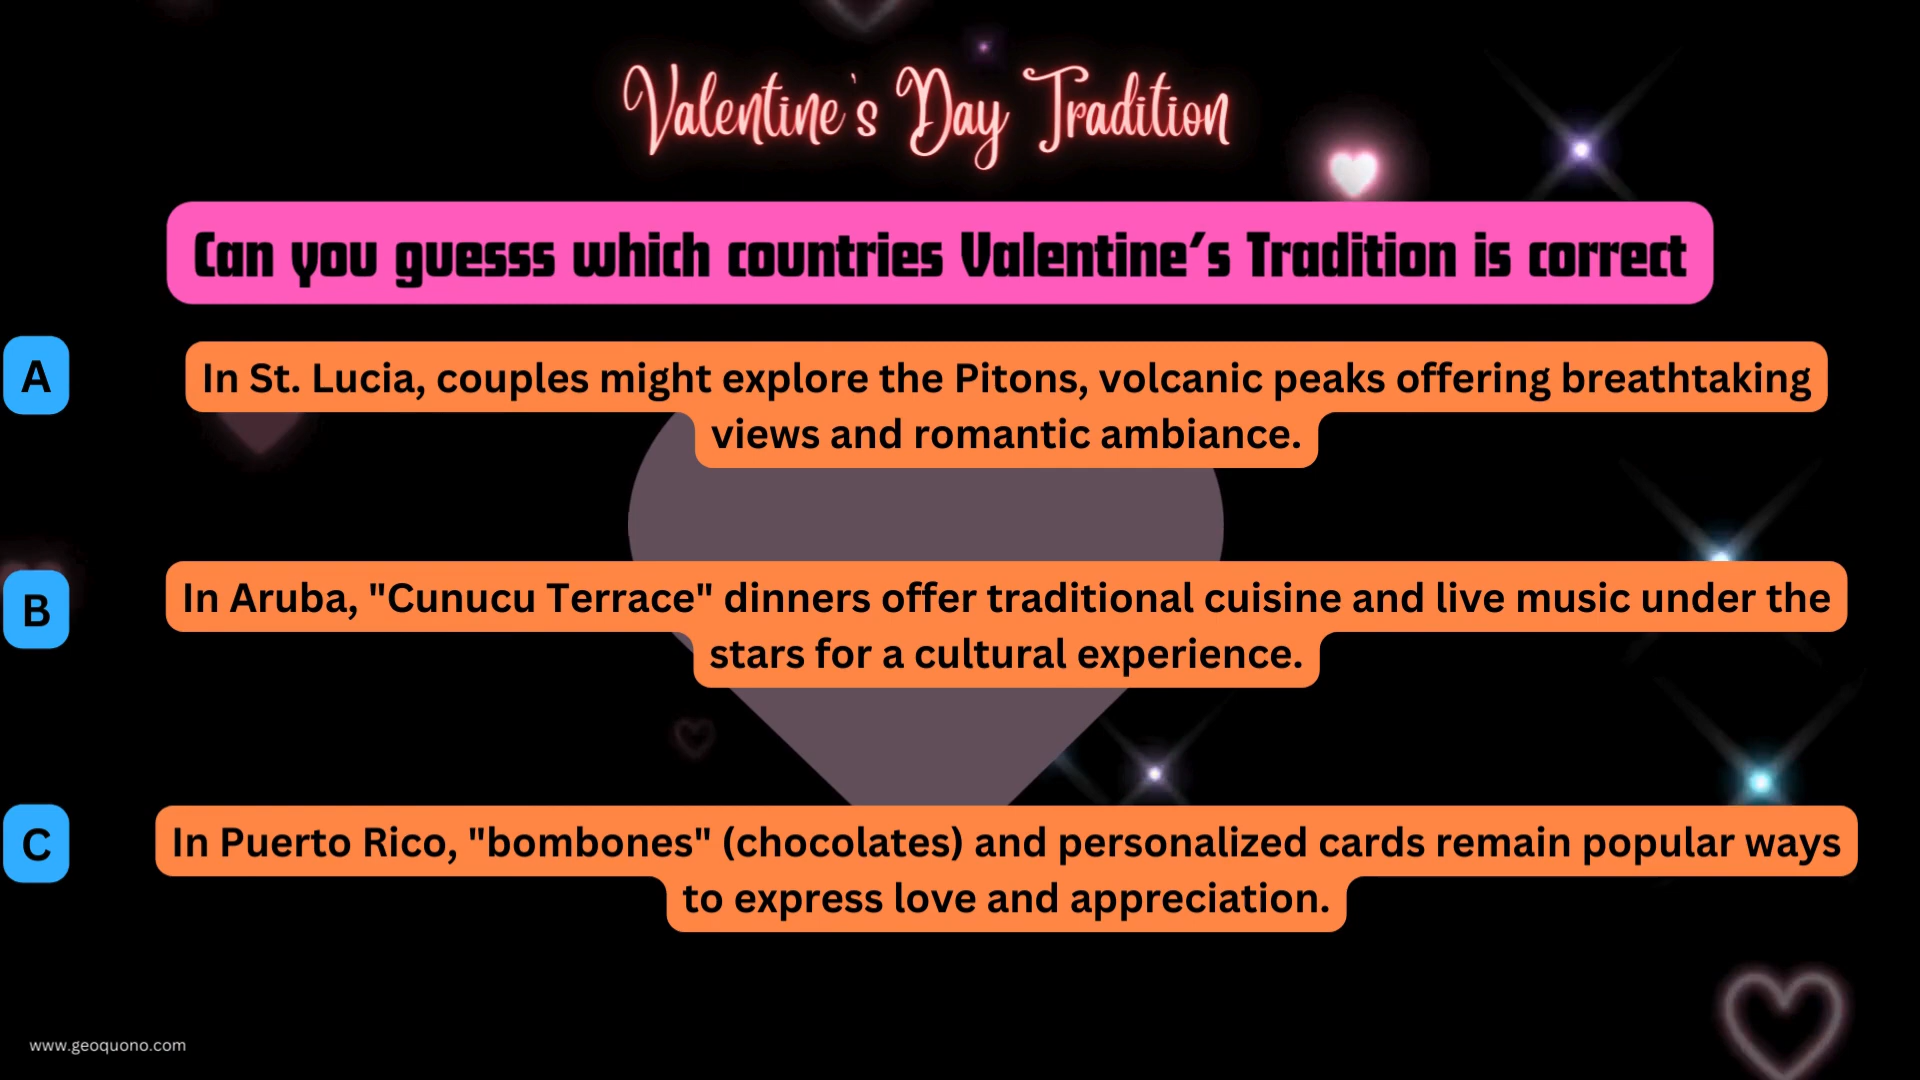 Valentine's Day Tradition
Can you guesss which countries Valentine's Tradition is correct
A
In St. Lucia, couples might explore the Pitons, volcanic peaks offering breathtaking
views and romantic ambiance.
B
In Aruba, "Cunucu Terrace" dinners offer traditional cuisine and live music under the
stars for a cultural experience.
C
In Puerto Rico, "bombones" (chocolates) and personalized cards remain popular ways
to express love and appreciation.
www.geoquono.com